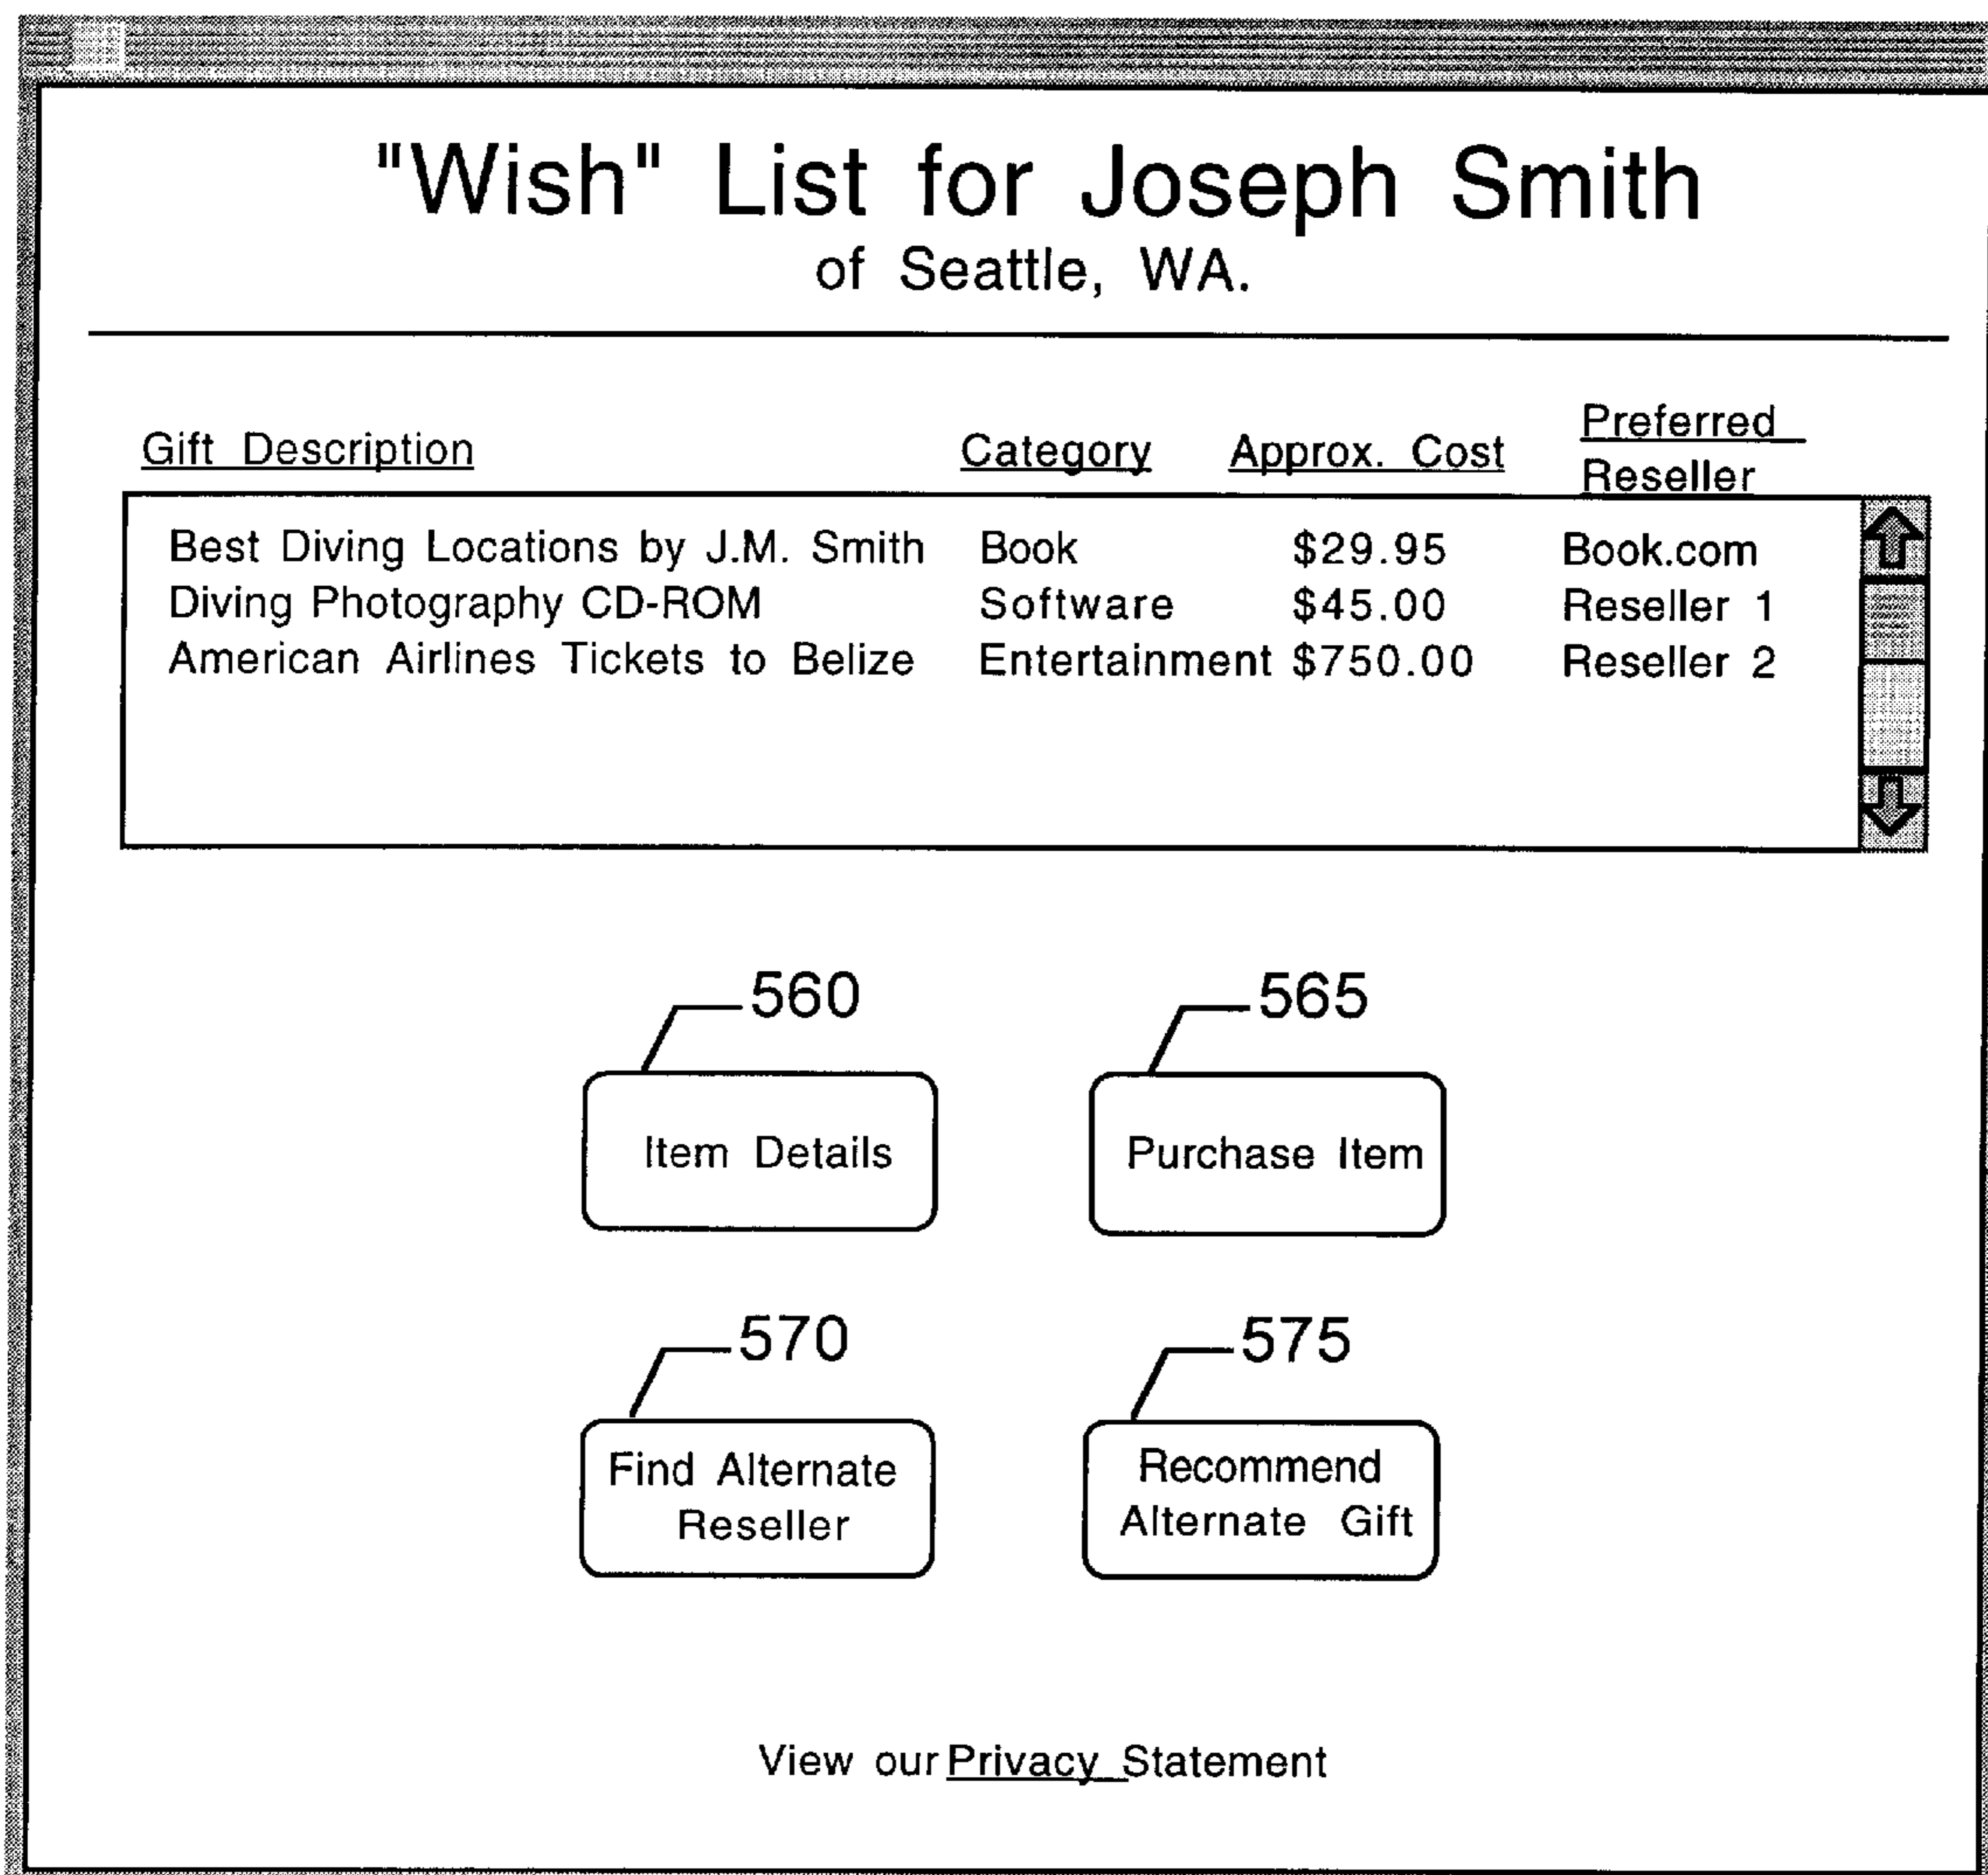 "Wish" List for Joseph Smith
of Seattle, WA.
Gift Description Category Approx. Cost Preferred Reseller
Best Diving Locations by J.M. Smith Book $29.95 Book.com
Diving Photography CD-ROM Software $45.00 Reseller 1
American Airlines Tickets to Belize Entertainment $750.00 Reseller 2
560 565
Item Details Purchase Item
570 575
Find Alternate Reseller
Recommend Alternate Gift
View our Privacy Statement